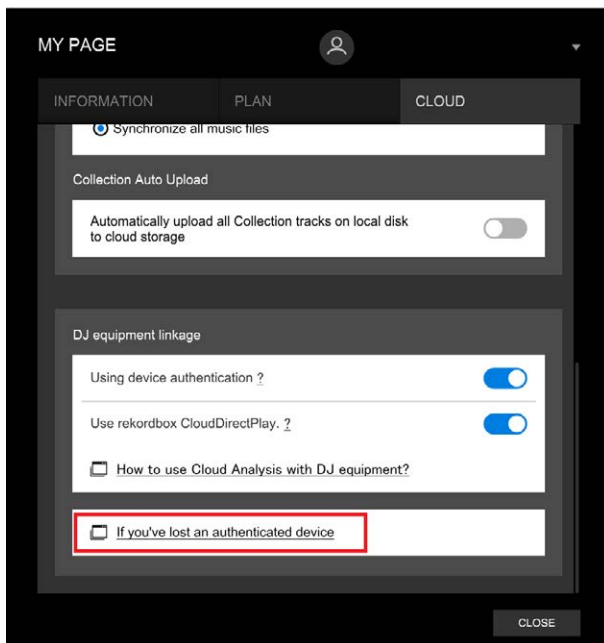 MY PAGE
INFORMATION
PLAN
CLOUD
Synchronize all music files
Collection Auto Upload
Automatically upload all Collection tracks on local disk
to cloud storage
DJ equipment linkage
Using device authentication ?
Use rekordbox CloudDirectPlay. ?
How to use Cloud Analysis with DJ equipment?
If you've lost an authenticated device
CLOSE